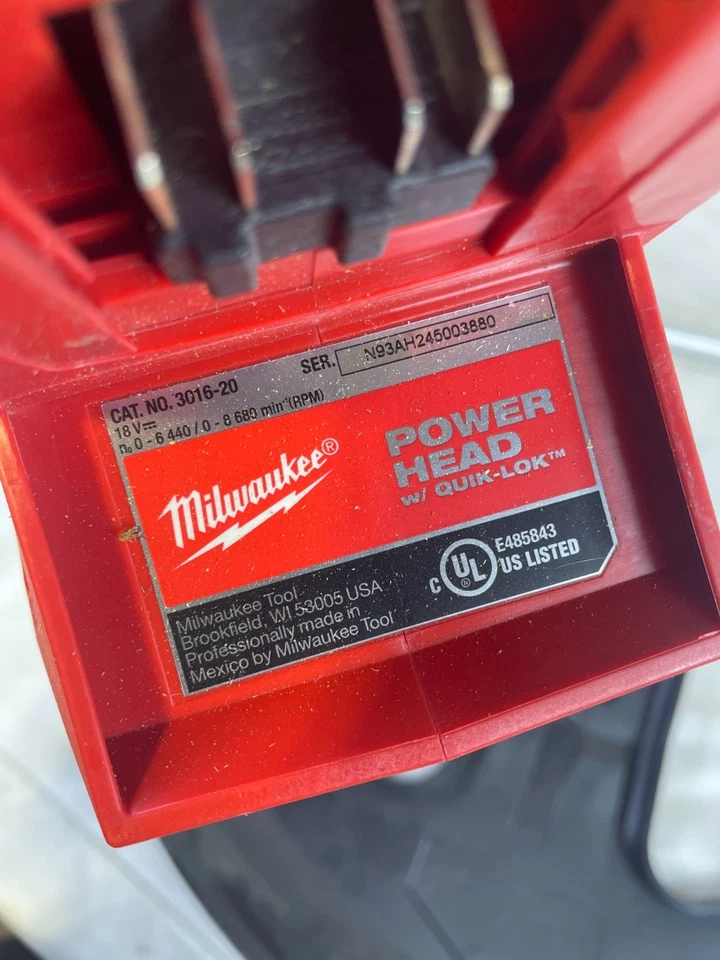 CAT. NO. 3016-20
SER. N93AH245003880
18 V⎓
n₀ 0 - 6 440 / 0 - 8 689 min⁻¹(RPM)
Milwaukee®
POWER
HEAD
w/ QUIK-LOK™
Milwaukee Tool
Brookfield, WI 53005 USA
Professionally made in
Mexico by Milwaukee Tool
C UL® US LISTED
E485843